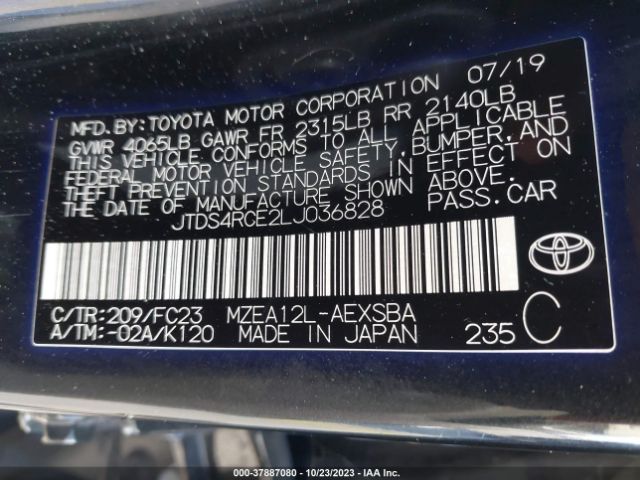 07/19
MFD. BY: TOYOTA MOTOR CORPORATION
GVWR 4065LB GAWR FR 2315LB RR 2140LB
THIS VEHICLE CONFORMS TO ALL APPLICABLE
FEDERAL MOTOR VEHICLE SAFETY, BUMPER, AND
THEFT PREVENTION STANDARDS IN EFFECT ON
THE DATE OF MANUFACTURE SHOWN ABOVE.
JTDS4RCE2LJ036828 PASS. CAR
C/TR: 209/FC23 MZEA12L-AEXSBA
A/TM: -02A/K120 MADE IN JAPAN 235 C
000-37887080 - 10/23/2023 - IAA Inc.